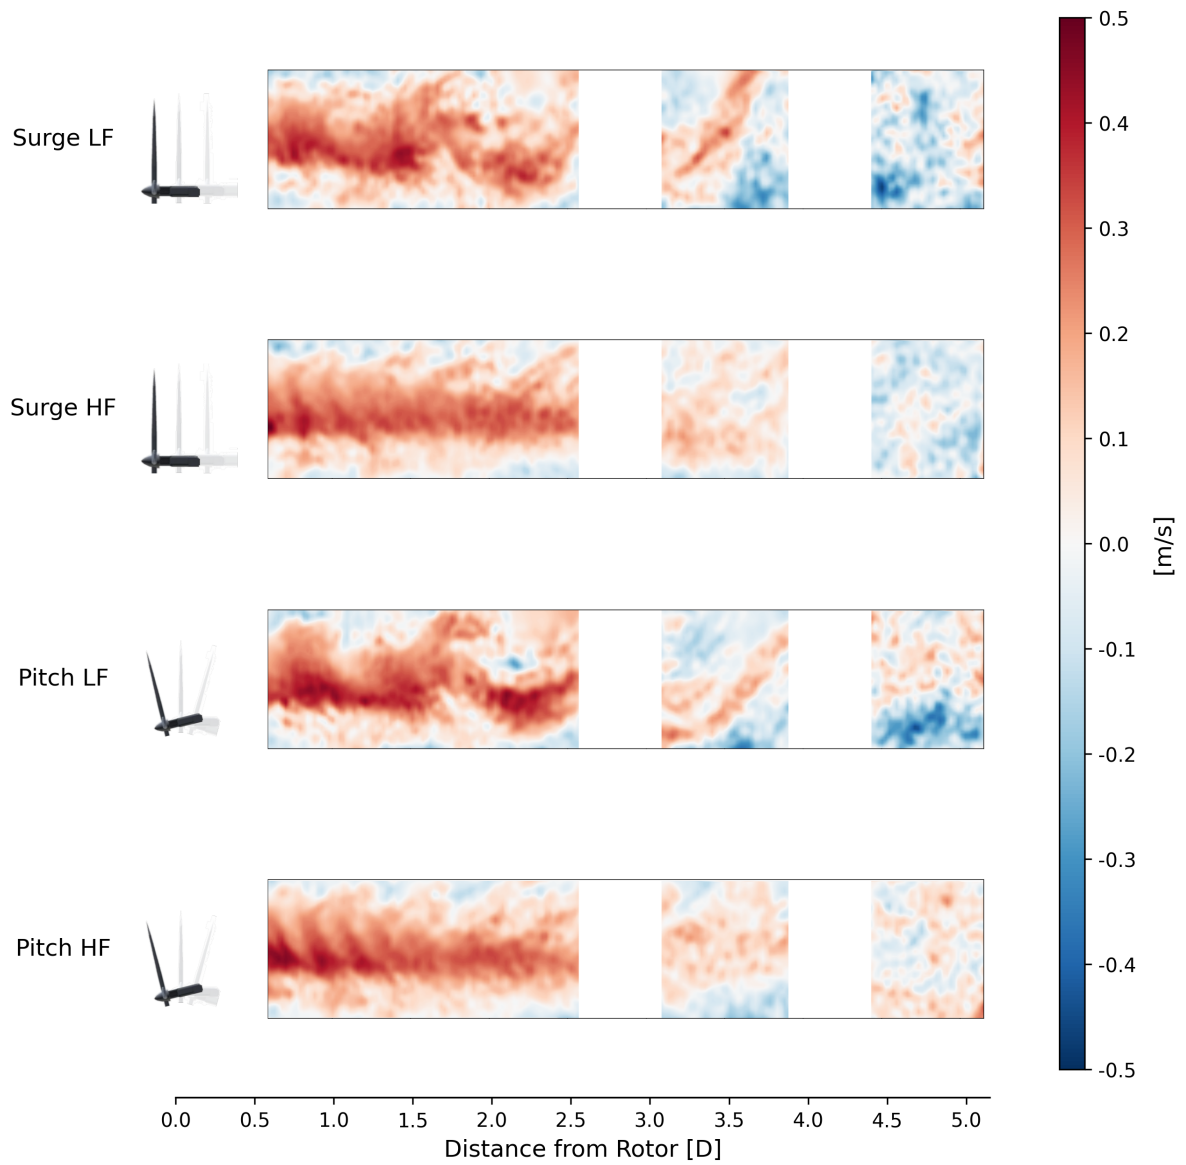 0.5
Surge LF
0.4
0.3
0.2
Surge HF
0.1
0.0
[m/s]
-0.1
Pitch LF
-0.2
-0.3
Pitch HF
-0.4
-0.5
0.0 0.5 1.0 1.5 2.0 2.5 3.0 3.5 4.0 4.5 5.0
Distance from Rotor [D]